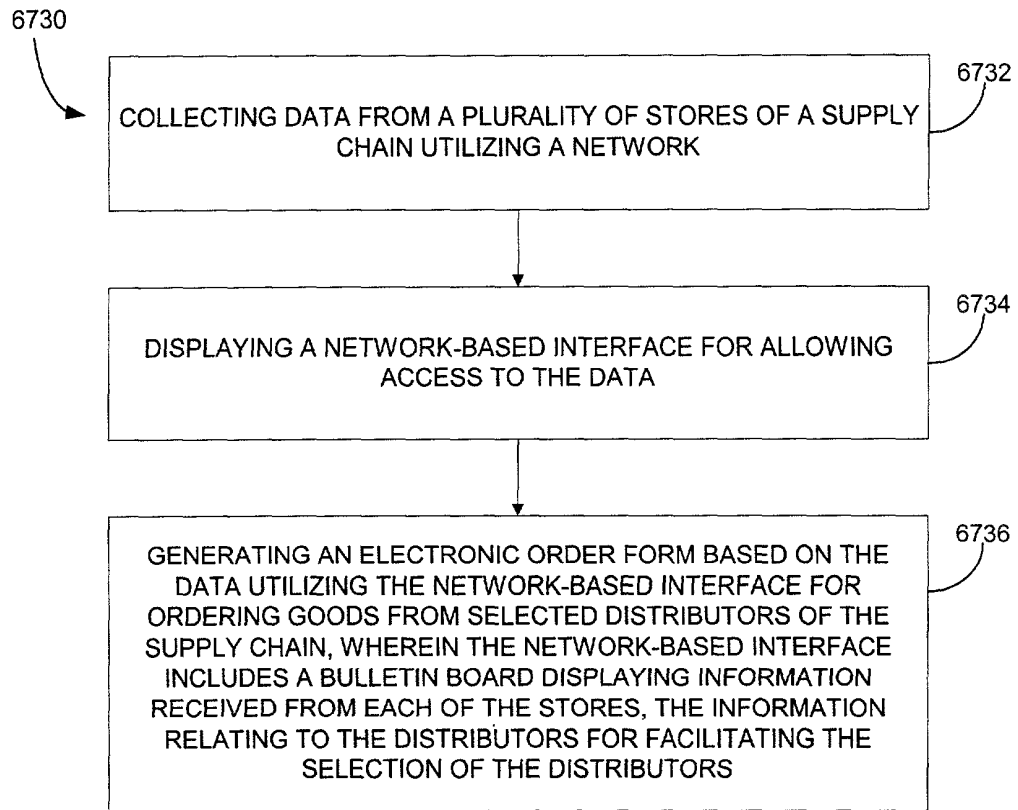 6730
6732
COLLECTING DATA FROM A PLURALITY OF STORES OF A SUPPLY
CHAIN UTILIZING A NETWORK
6734
DISPLAYING A NETWORK-BASED INTERFACE FOR ALLOWING
ACCESS TO THE DATA
6736
GENERATING AN ELECTRONIC ORDER FORM BASED ON THE
DATA UTILIZING THE NETWORK-BASED INTERFACE FOR
ORDERING GOODS FROM SELECTED DISTRIBUTORS OF THE
SUPPLY CHAIN, WHEREIN THE NETWORK-BASED INTERFACE
INCLUDES A BULLETIN BOARD DISPLAYING INFORMATION
RECEIVED FROM EACH OF THE STORES, THE INFORMATION
RELATING TO THE DISTRIBUTORS FOR FACILITATING THE
SELECTION OF THE DISTRIBUTORS